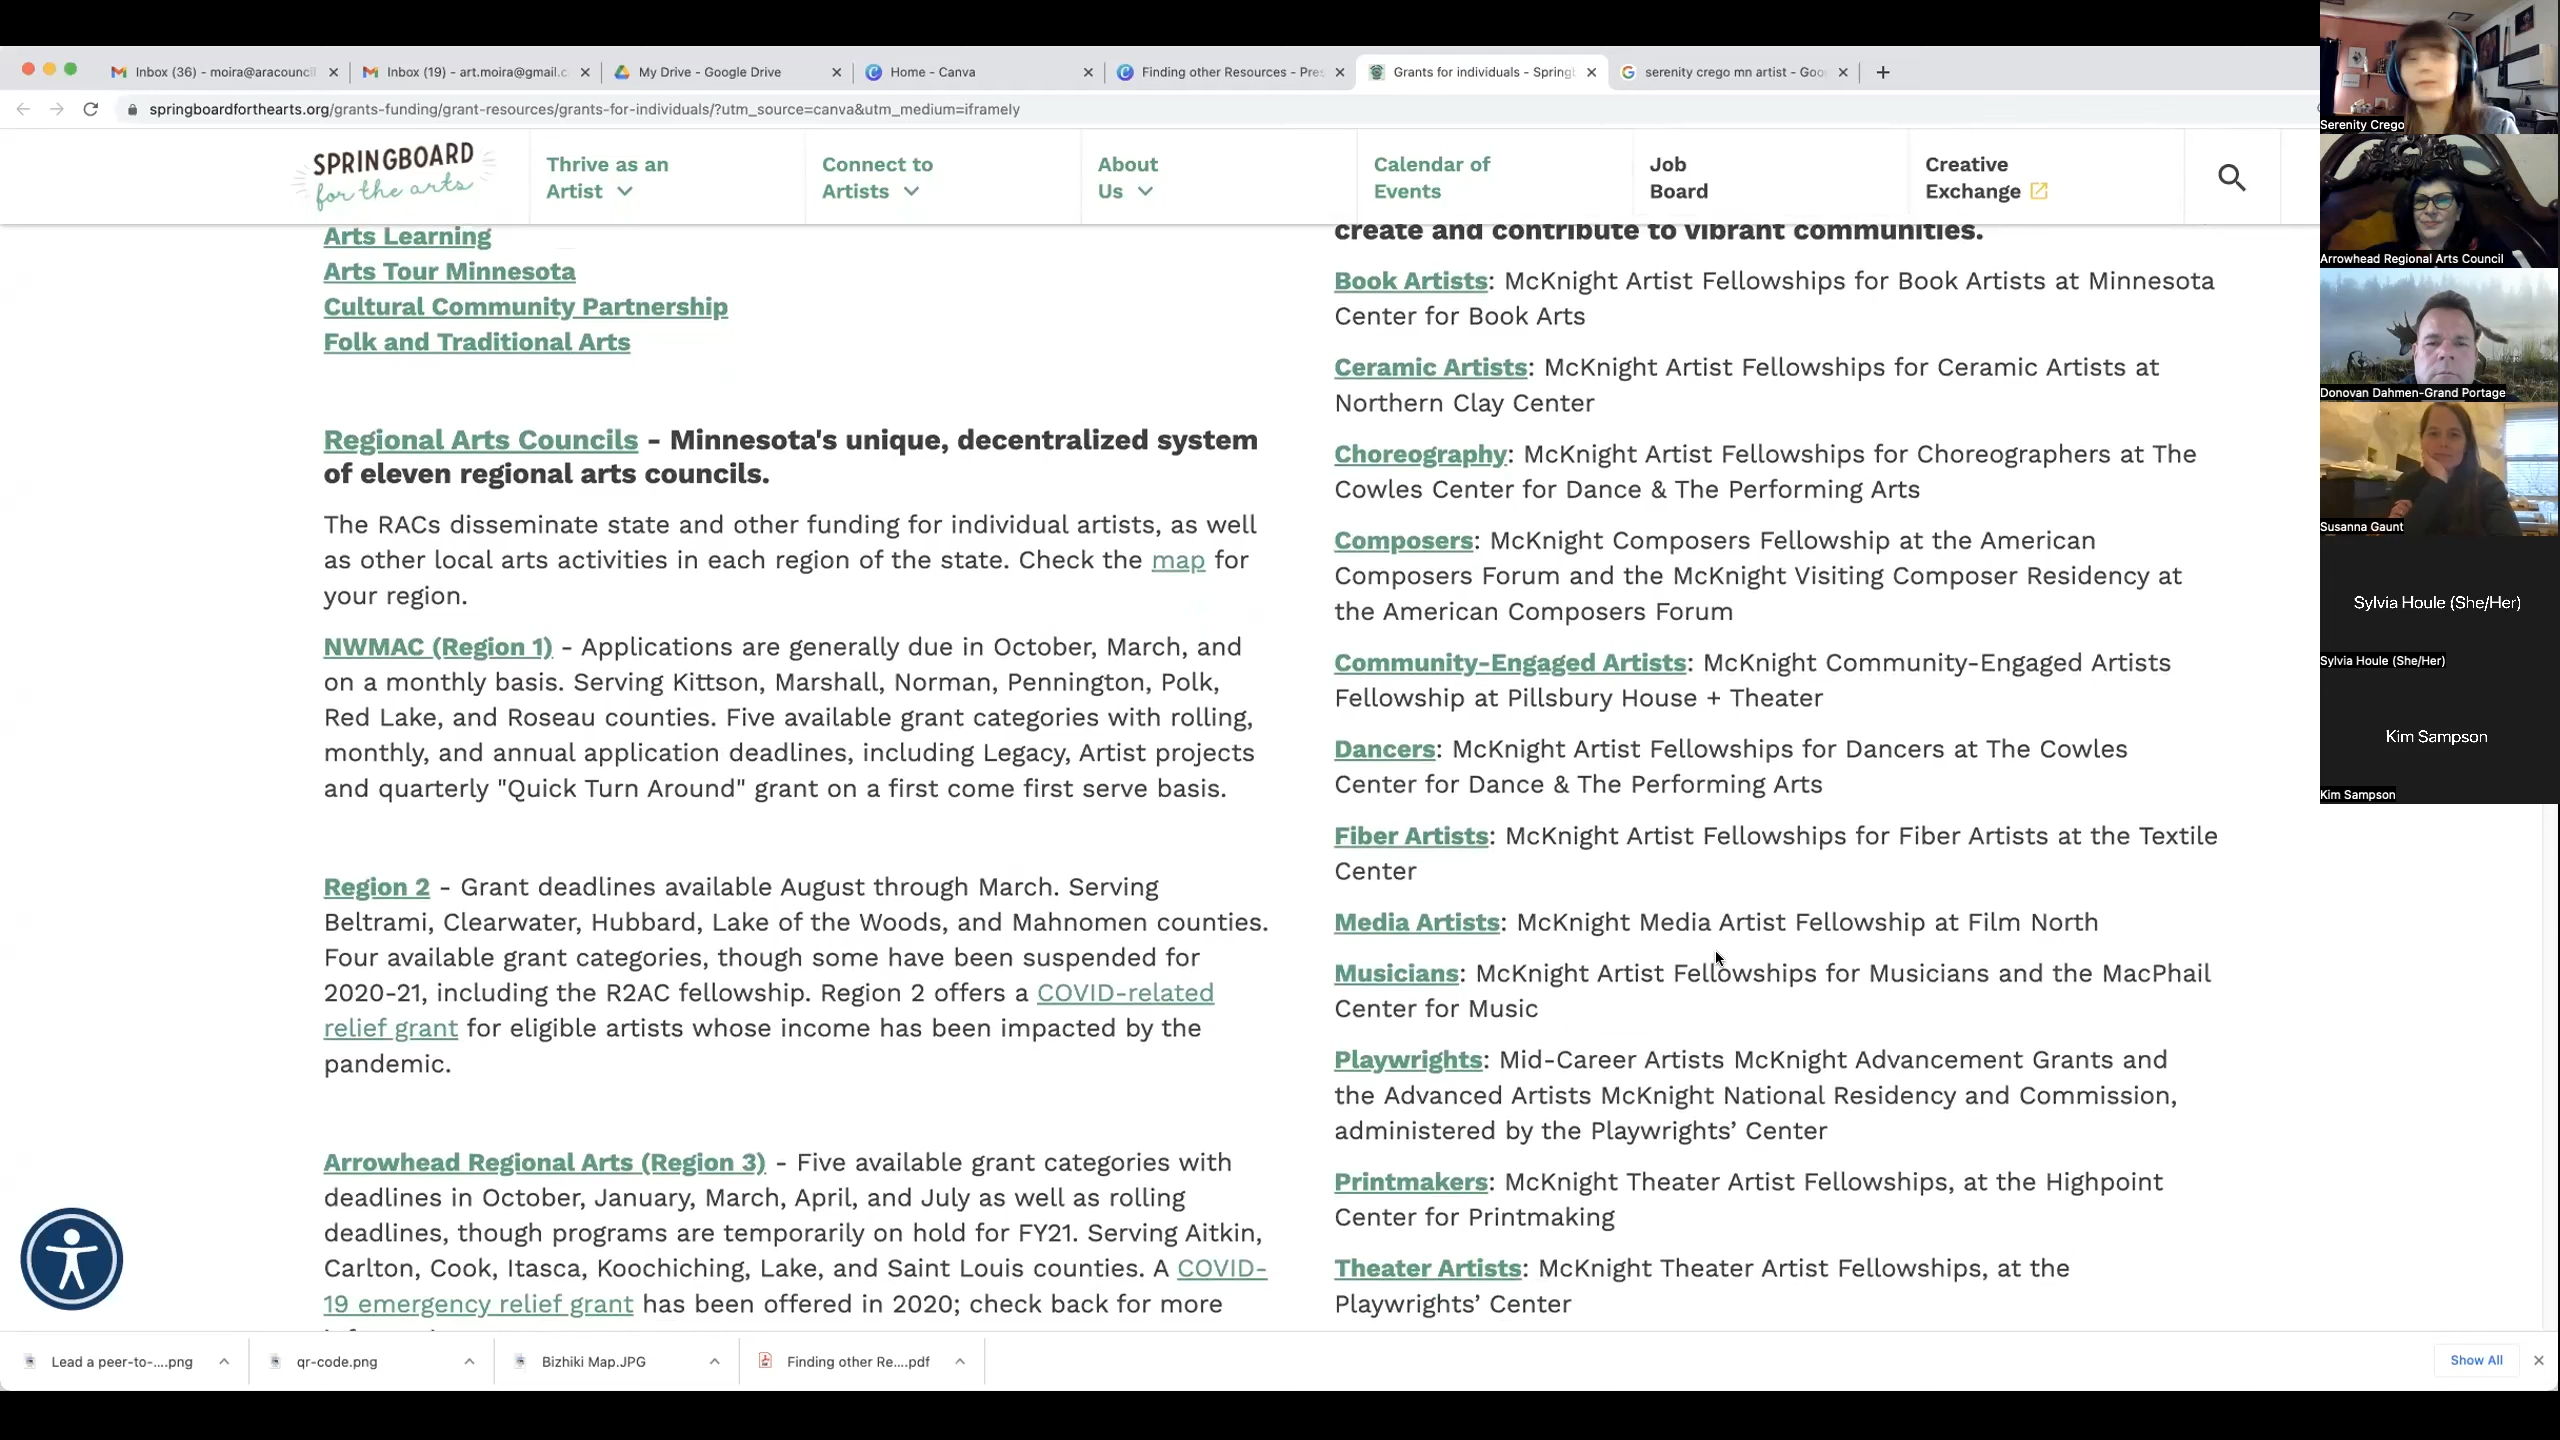 Inbox (36) - moira@aracouncil
Inbox (19) - art.moira@gmail.c
My Drive - Google Drive
Home - Canva
Finding other Resources - Pres
Grants for individuals - Spring
serenity crego mn artist - Goo
springboardforthearts.org/grants-funding/grant-resources/grants-for-individuals/?utm_source=canva&utm_medium=iframely
SPRINGBOARD
for the arts
Thrive as an
Artist
Connect to
Artists
About
Us
Calendar of
Events
Job
Board
Creative
Exchange
Arts Learning
Arts Tour Minnesota
Cultural Community Partnership
Folk and Traditional Arts
Regional Arts Councils - Minnesota's unique, decentralized system
of eleven regional arts councils.
The RACs disseminate state and other funding for individual artists, as well
as other local arts activities in each region of the state. Check the map for
your region.
NWMAC (Region 1) - Applications are generally due in October, March, and
on a monthly basis. Serving Kittson, Marshall, Norman, Pennington, Polk,
Red Lake, and Roseau counties. Five available grant categories with rolling,
monthly, and annual application deadlines, including Legacy, Artist projects
and quarterly "Quick Turn Around" grant on a first come first serve basis.
Region 2 - Grant deadlines available August through March. Serving
Beltrami, Clearwater, Hubbard, Lake of the Woods, and Mahnomen counties.
Four available grant categories, though some have been suspended for
2020-21, including the R2AC fellowship. Region 2 offers a COVID-related
relief grant for eligible artists whose income has been impacted by the
pandemic.
Arrowhead Regional Arts (Region 3) - Five available grant categories with
deadlines in October, January, March, April, and July as well as rolling
deadlines, though programs are temporarily on hold for FY21. Serving Aitkin,
Carlton, Cook, Itasca, Koochiching, Lake, and Saint Louis counties. A COVID-
19 emergency relief grant has been offered in 2020; check back for more
create and contribute to vibrant communities.
Book Artists: McKnight Artist Fellowships for Book Artists at Minnesota
Center for Book Arts
Ceramic Artists: McKnight Artist Fellowships for Ceramic Artists at
Northern Clay Center
Choreography: McKnight Artist Fellowships for Choreographers at The
Cowles Center for Dance & The Performing Arts
Composers: McKnight Composers Fellowship at the American
Composers Forum and the McKnight Visiting Composer Residency at
the American Composers Forum
Community-Engaged Artists: McKnight Community-Engaged Artists
Fellowship at Pillsbury House + Theater
Dancers: McKnight Artist Fellowships for Dancers at The Cowles
Center for Dance & The Performing Arts
Fiber Artists: McKnight Artist Fellowships for Fiber Artists at the Textile
Center
Media Artists: McKnight Media Artist Fellowship at Film North
Musicians: McKnight Artist Fellowships for Musicians and the MacPhail
Center for Music
Playwrights: Mid-Career Artists McKnight Advancement Grants and
the Advanced Artists McKnight National Residency and Commission,
administered by the Playwrights’ Center
Printmakers: McKnight Theater Artist Fellowships, at the Highpoint
Center for Printmaking
Theater Artists: McKnight Theater Artist Fellowships, at the
Playwrights’ Center
Serenity Crego
Arrowhead Regional Arts Council
Donovan Dahmen-Grand Portage
Susanna Gaunt
Sylvia Houle (She/Her)
Sylvia Houle (She/Her)
Kim Sampson
Kim Sampson
Lead a peer-to-....png
qr-code.png
Bizhiki Map.JPG
Finding other Re....pdf
Show All